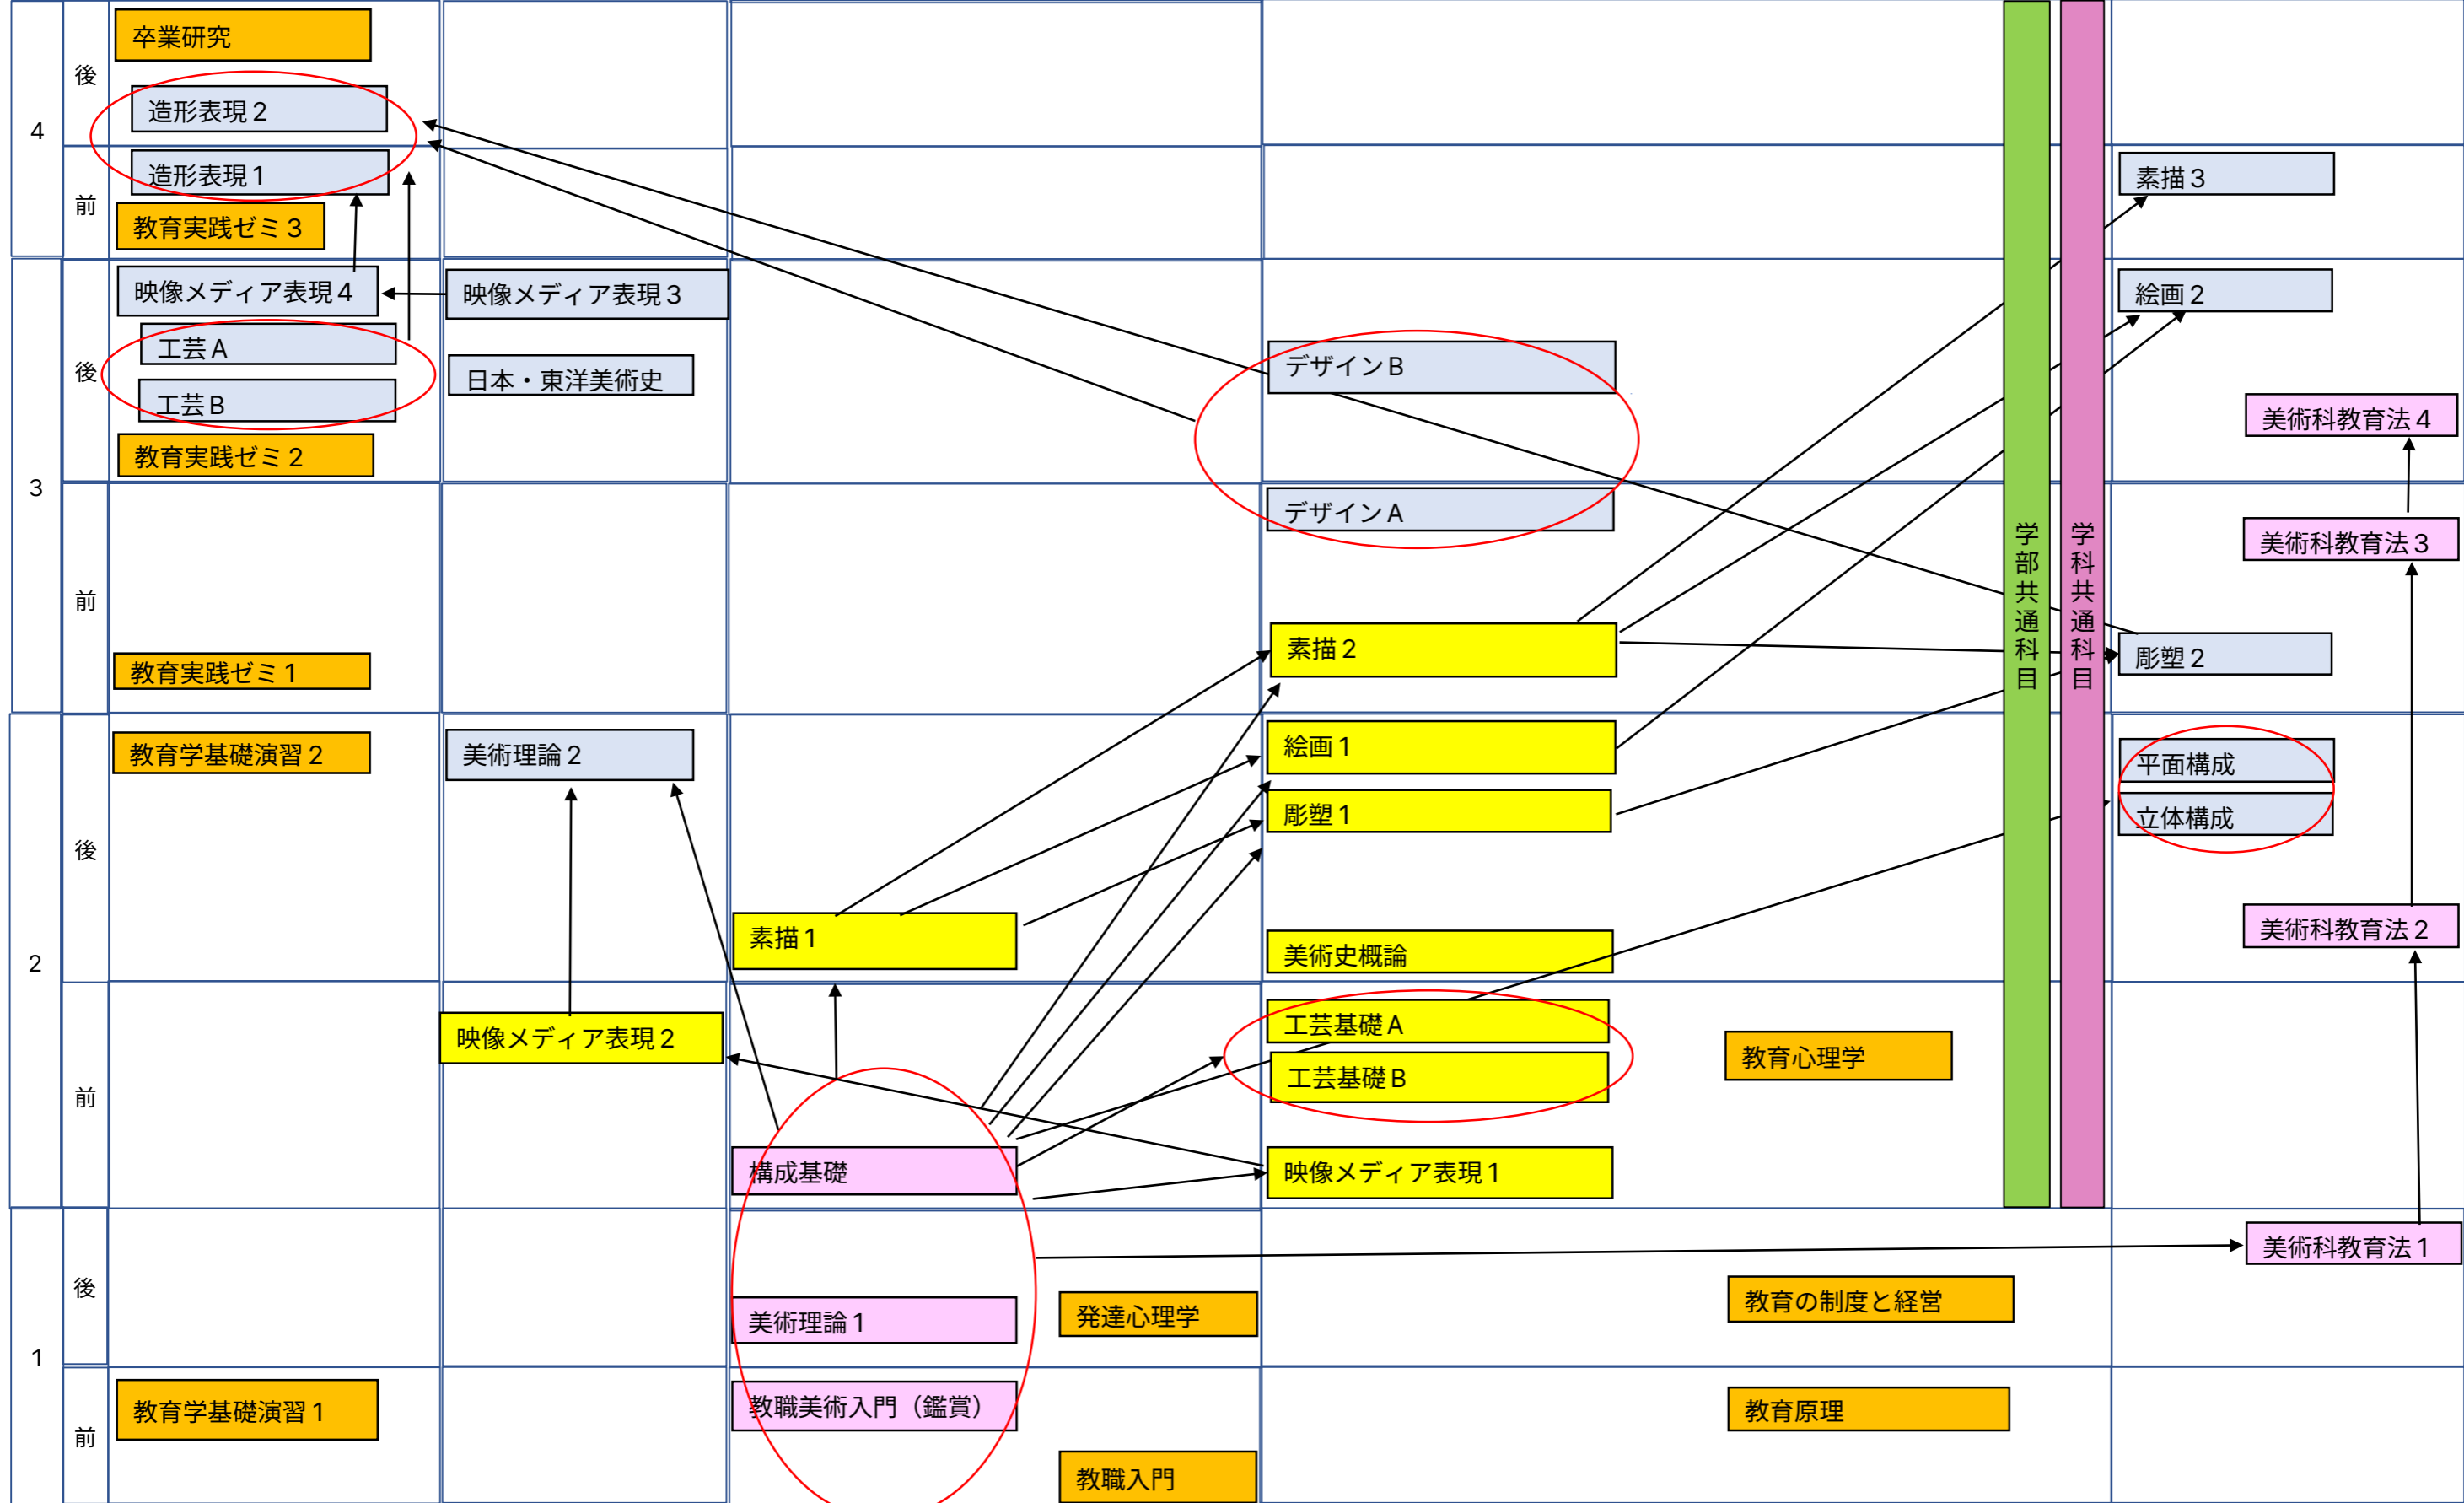 卒業研究
後
造形表現２
4
造形表現１
前
素描３
教育実践ゼミ３
映像メディア表現４
映像メディア表現３
絵画２
工芸Ａ
デザインＢ
後
日本・東洋美術史
工芸Ｂ
美術科教育法４
教育実践ゼミ２
3
デザインＡ
美術科教育法３
学部共通科目
学科共通科目
前
素描２
彫塑２
教育実践ゼミ１
教育学基礎演習２
美術理論２
絵画１
平面構成
彫塑１
立体構成
後
素描１
美術科教育法２
美術史概論
2
工芸基礎Ａ
映像メディア表現２
教育心理学
工芸基礎Ｂ
前
構成基礎
映像メディア表現１
美術科教育法１
後
教育の制度と経営
発達心理学
美術理論１
1
教職美術入門（鑑賞）
教育学基礎演習１
教育原理
前
教職入門